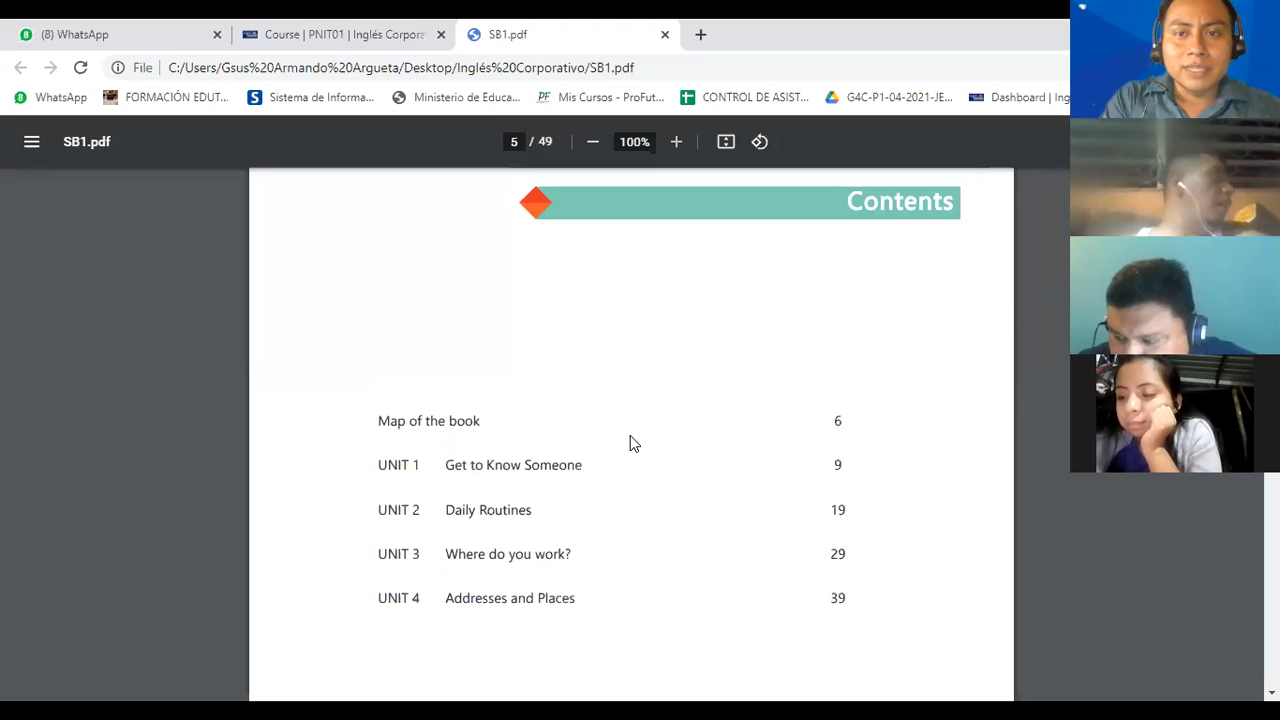 (8) WhatsApp
Course | PNIT01 | Inglés Corpora
SB1.pdf
File
C:/Users/Gsus%20Armando%20Argueta/Desktop/Inglés%20Corporativo/SB1.pdf
WhatsApp
FORMACIÓN EDUT...
Sistema de Informa...
Ministerio de Educa...
PF
Mis Cursos - ProFut...
CONTROL DE ASIST...
G4C-P1-04-2021-JE...
Dashboard | Ing
SB1.pdf
5 / 49
100%
Contents
Map of the book 6
UNIT 1 Get to Know Someone 9
UNIT 2 Daily Routines 19
UNIT 3 Where do you work? 29
UNIT 4 Addresses and Places 39